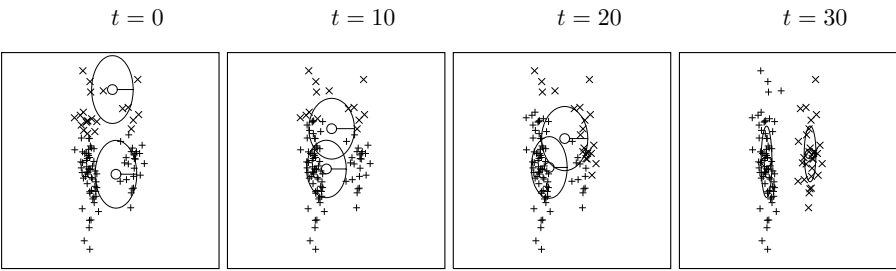 t = 0
t = 10
t = 20
t = 30